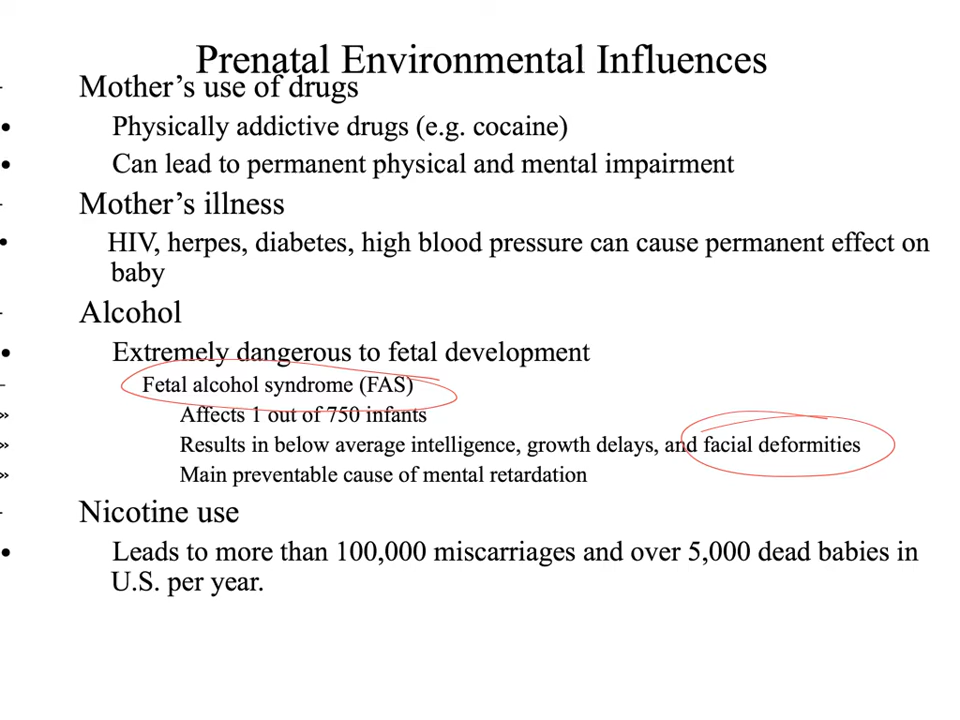 Prenatal Environmental Influences
- Mother's use of drugs
• Physically addictive drugs (e.g. cocaine)
• Can lead to permanent physical and mental impairment
- Mother's illness
• HIV, herpes, diabetes, high blood pressure can cause permanent effect on
baby
- Alcohol
• Extremely dangerous to fetal development
– Fetal alcohol syndrome (FAS)
» Affects 1 out of 750 infants
» Results in below average intelligence, growth delays, and facial deformities
» Main preventable cause of mental retardation
- Nicotine use
• Leads to more than 100,000 miscarriages and over 5,000 dead babies in
U.S. per year.